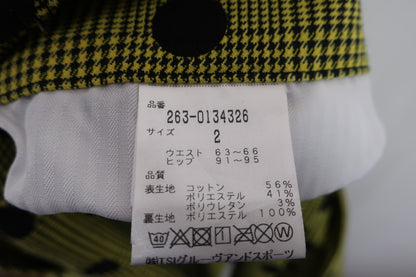 品番
263-0134326
サイズ
2
ウエスト 63~66
ヒップ 91~95
品質
表生地 コットン 56%
ポリエステル 41%
ポリウレタン 3%
裏生地 ポリエステル 100%
40
㈱TSIグルーヴアンドスポーツ